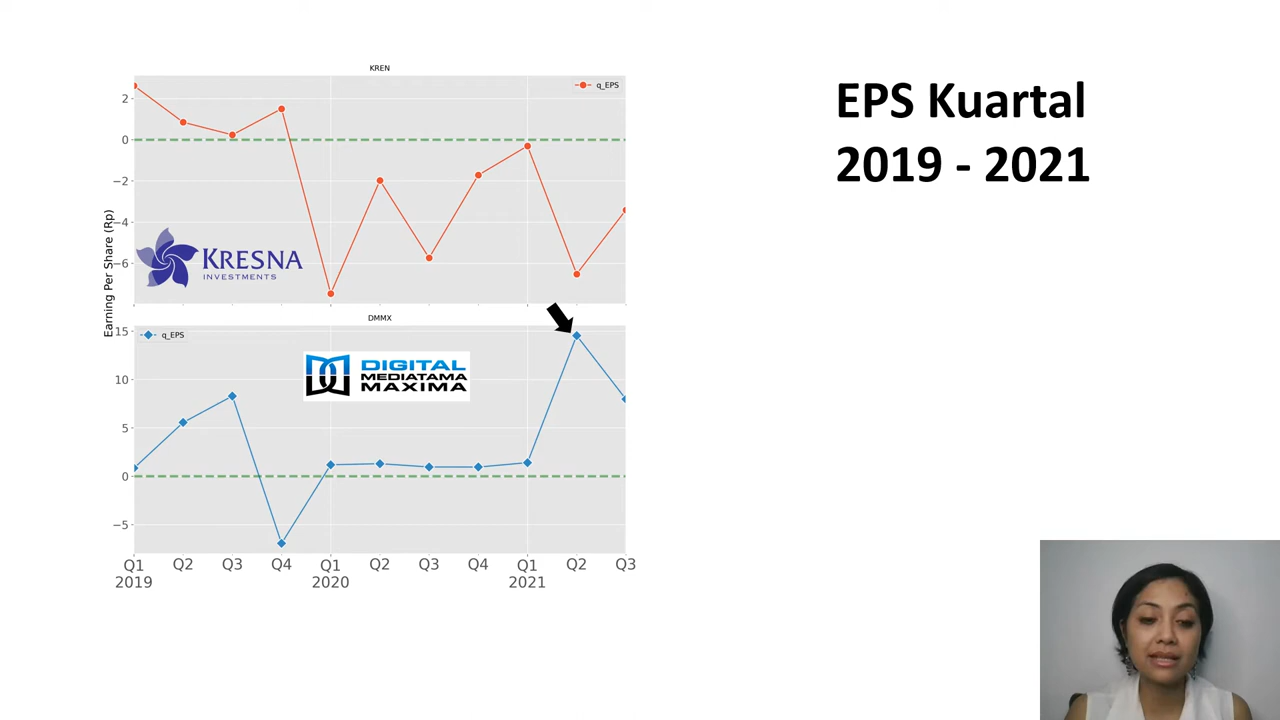 EPS Kuartal
2019 - 2021
KREN
q_EPS
2
0
−2
−4
−6
Earning Per Share (Rp)
KRESNA
INVESTMENTS
DMMX
q_EPS
15
10
5
0
−5
DIGITAL
MEDIATAMA
MAXIMA
Q1 Q2 Q3 Q4 Q1 Q2 Q3 Q4 Q1 Q2 Q3
2019 2020 2021